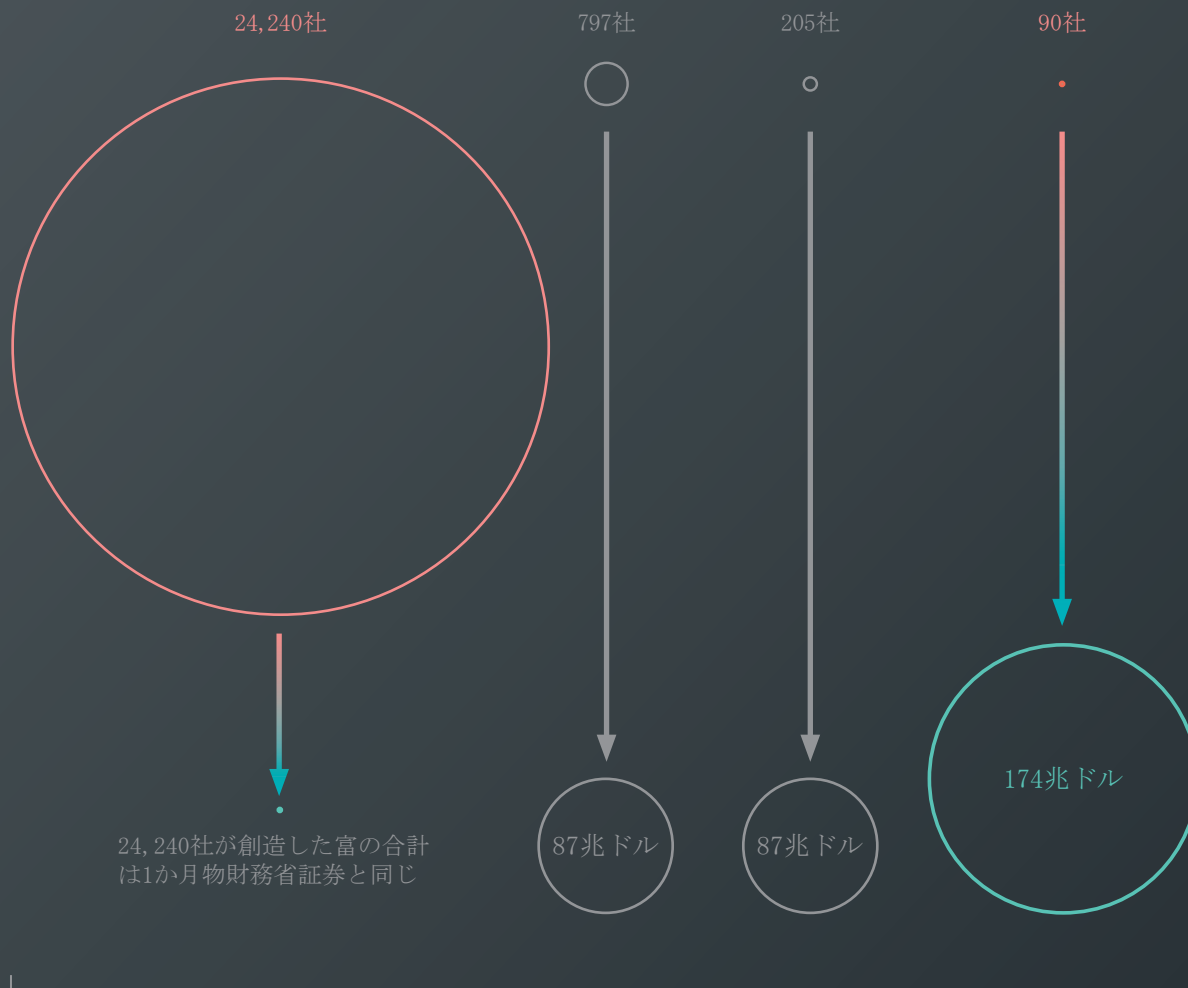 24,240社
797社
205社
90社
174兆ドル
87兆ドル
87兆ドル
24,240社が創造した富の合計
は1か月物財務省証券と同じ